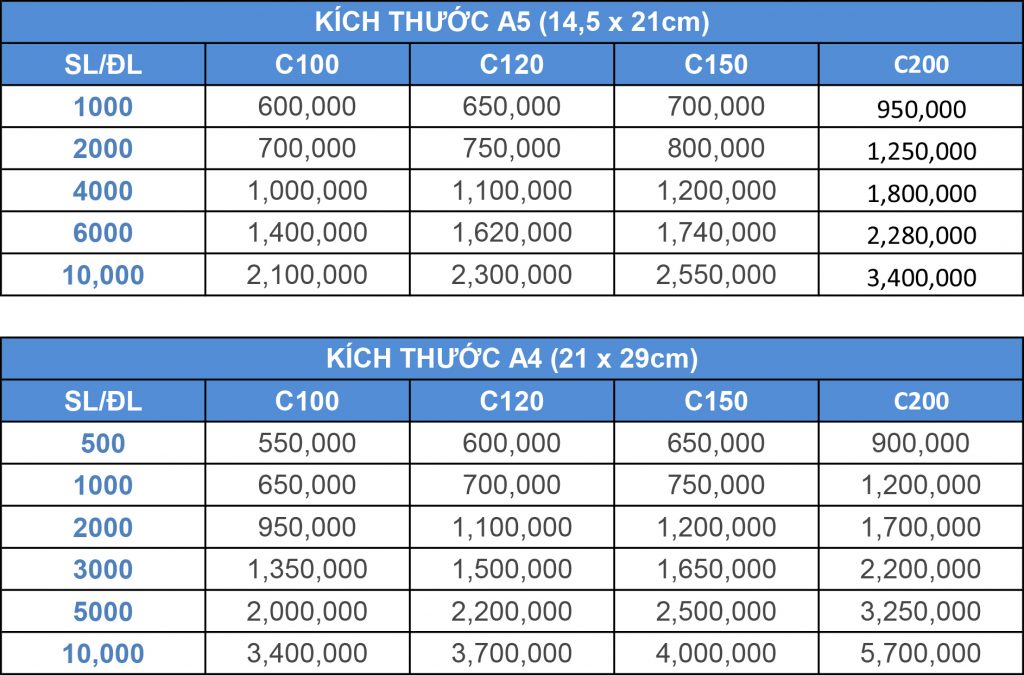 KÍCH THƯỚC A5 (14,5 x 21cm)
SL/ĐL C100 C120 C150 C200
1000 600,000 650,000 700,000 950,000
2000 700,000 750,000 800,000 1,250,000
4000 1,000,000 1,100,000 1,200,000 1,800,000
6000 1,400,000 1,620,000 1,740,000 2,280,000
10,000 2,100,000 2,300,000 2,550,000 3,400,000
KÍCH THƯỚC A4 (21 x 29cm)
SL/ĐL C100 C120 C150 C200
500 550,000 600,000 650,000 900,000
1000 650,000 700,000 750,000 1,200,000
2000 950,000 1,100,000 1,200,000 1,700,000
3000 1,350,000 1,500,000 1,650,000 2,200,000
5000 2,000,000 2,200,000 2,500,000 3,250,000
10,000 3,400,000 3,700,000 4,000,000 5,700,000